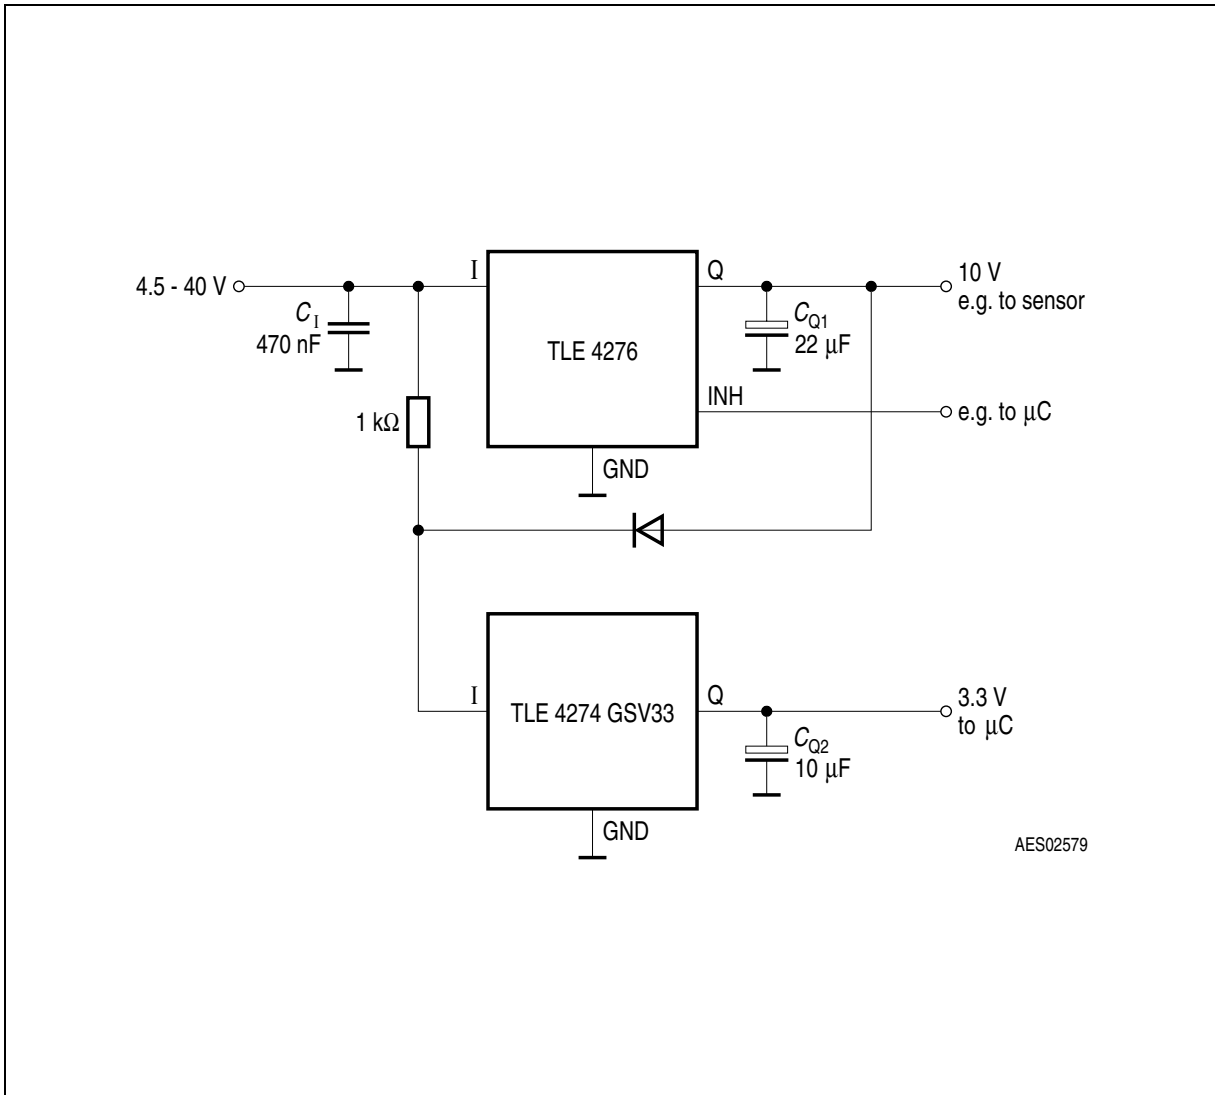 4.5 - 40 V
C_I
470 nF
1 kΩ
I
TLE 4276
Q
INH
GND
C_Q1
22 µF
10 V
e.g. to sensor
e.g. to µC
I
TLE 4274 GSV33
Q
GND
C_Q2
10 µF
3.3 V
to µC
AES02579